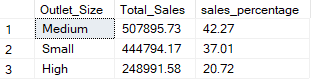 Outlet_Size Total_Sales sales_percentage
1 Medium 507895.73 42.27
2 Small 444794.17 37.01
3 High 248991.58 20.72